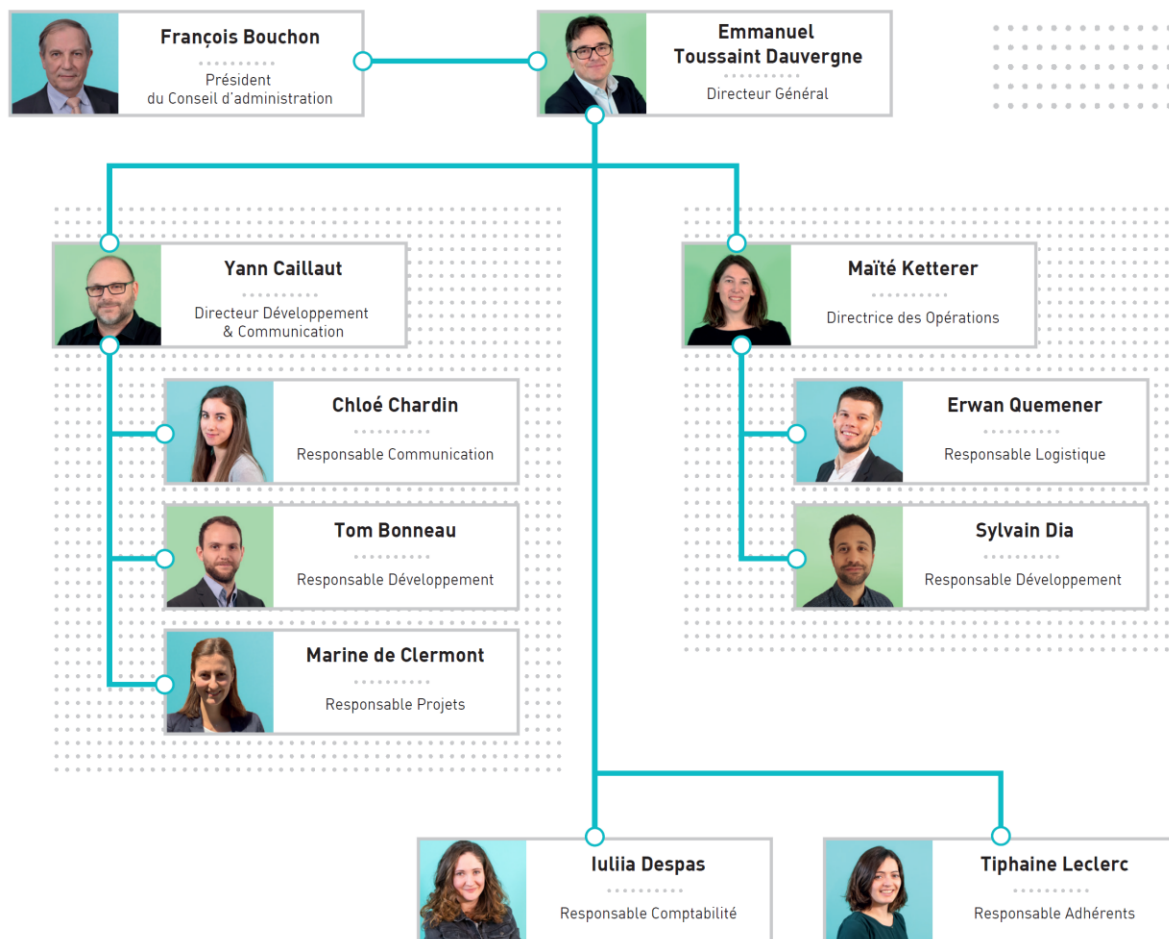 François Bouchon
Président
du Conseil d'administration
Emmanuel
Toussaint Dauvergne
Directeur Général
Yann Caillaut
Directeur Développement
& Communication
Maïté Ketterer
Directrice des Opérations
Chloé Chardin
Responsable Communication
Erwan Quemener
Responsable Logistique
Tom Bonneau
Responsable Développement
Sylvain Dia
Responsable Développement
Marine de Clermont
Responsable Projets
Iuliia Despas
Responsable Comptabilité
Tiphaine Leclerc
Responsable Adhérents